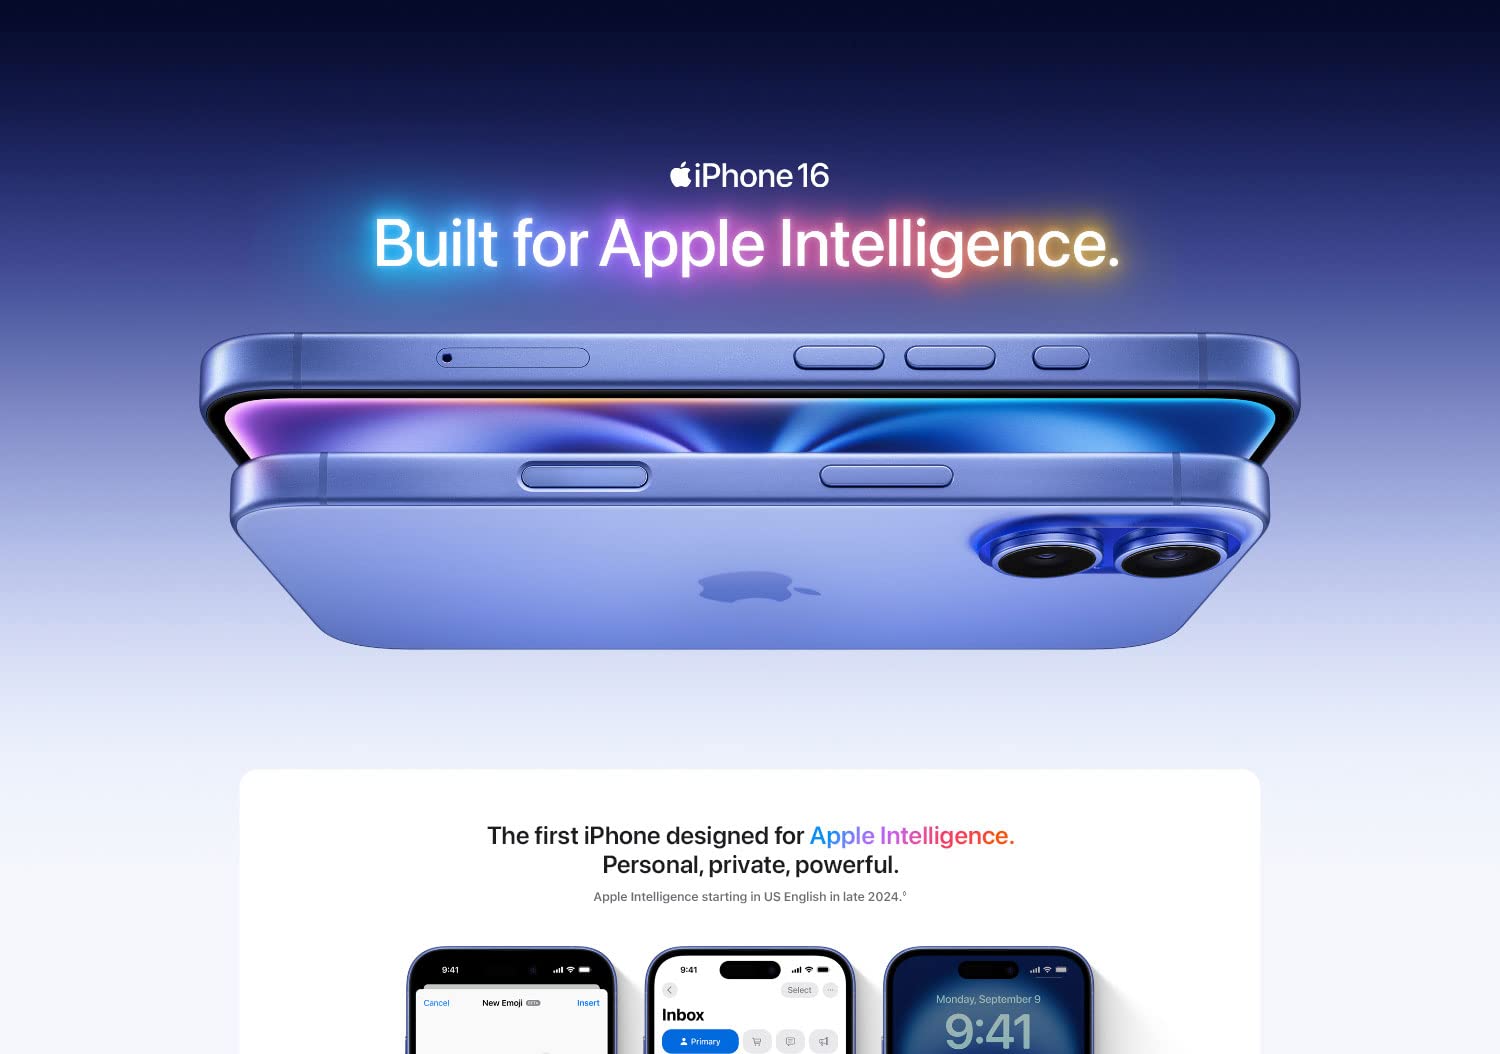 iPhone 16
Built for Apple Intelligence.
The first iPhone designed for Apple Intelligence.
Personal, private, powerful.
Apple Intelligence starting in US English in late 2024.◊
9:41
Cancel
New Emoji BETA
Insert
9:41
Select
Inbox
Primary
Monday, September 9
9:41